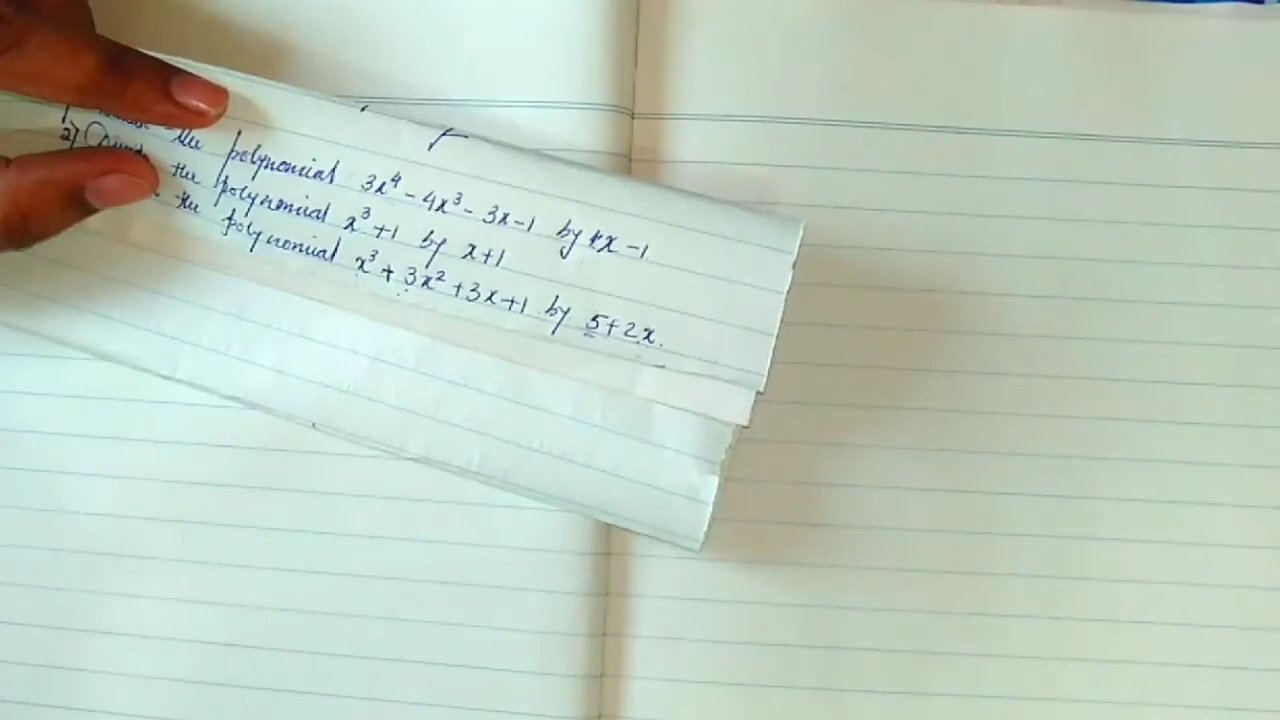 the polynomial 3x⁴ - 4x³ - 3x - 1 by x - 1
2) the polynomial x³ + 1 by x + 1
the polynomial x³ + 3x² + 3x + 1 by 5 + 2x.